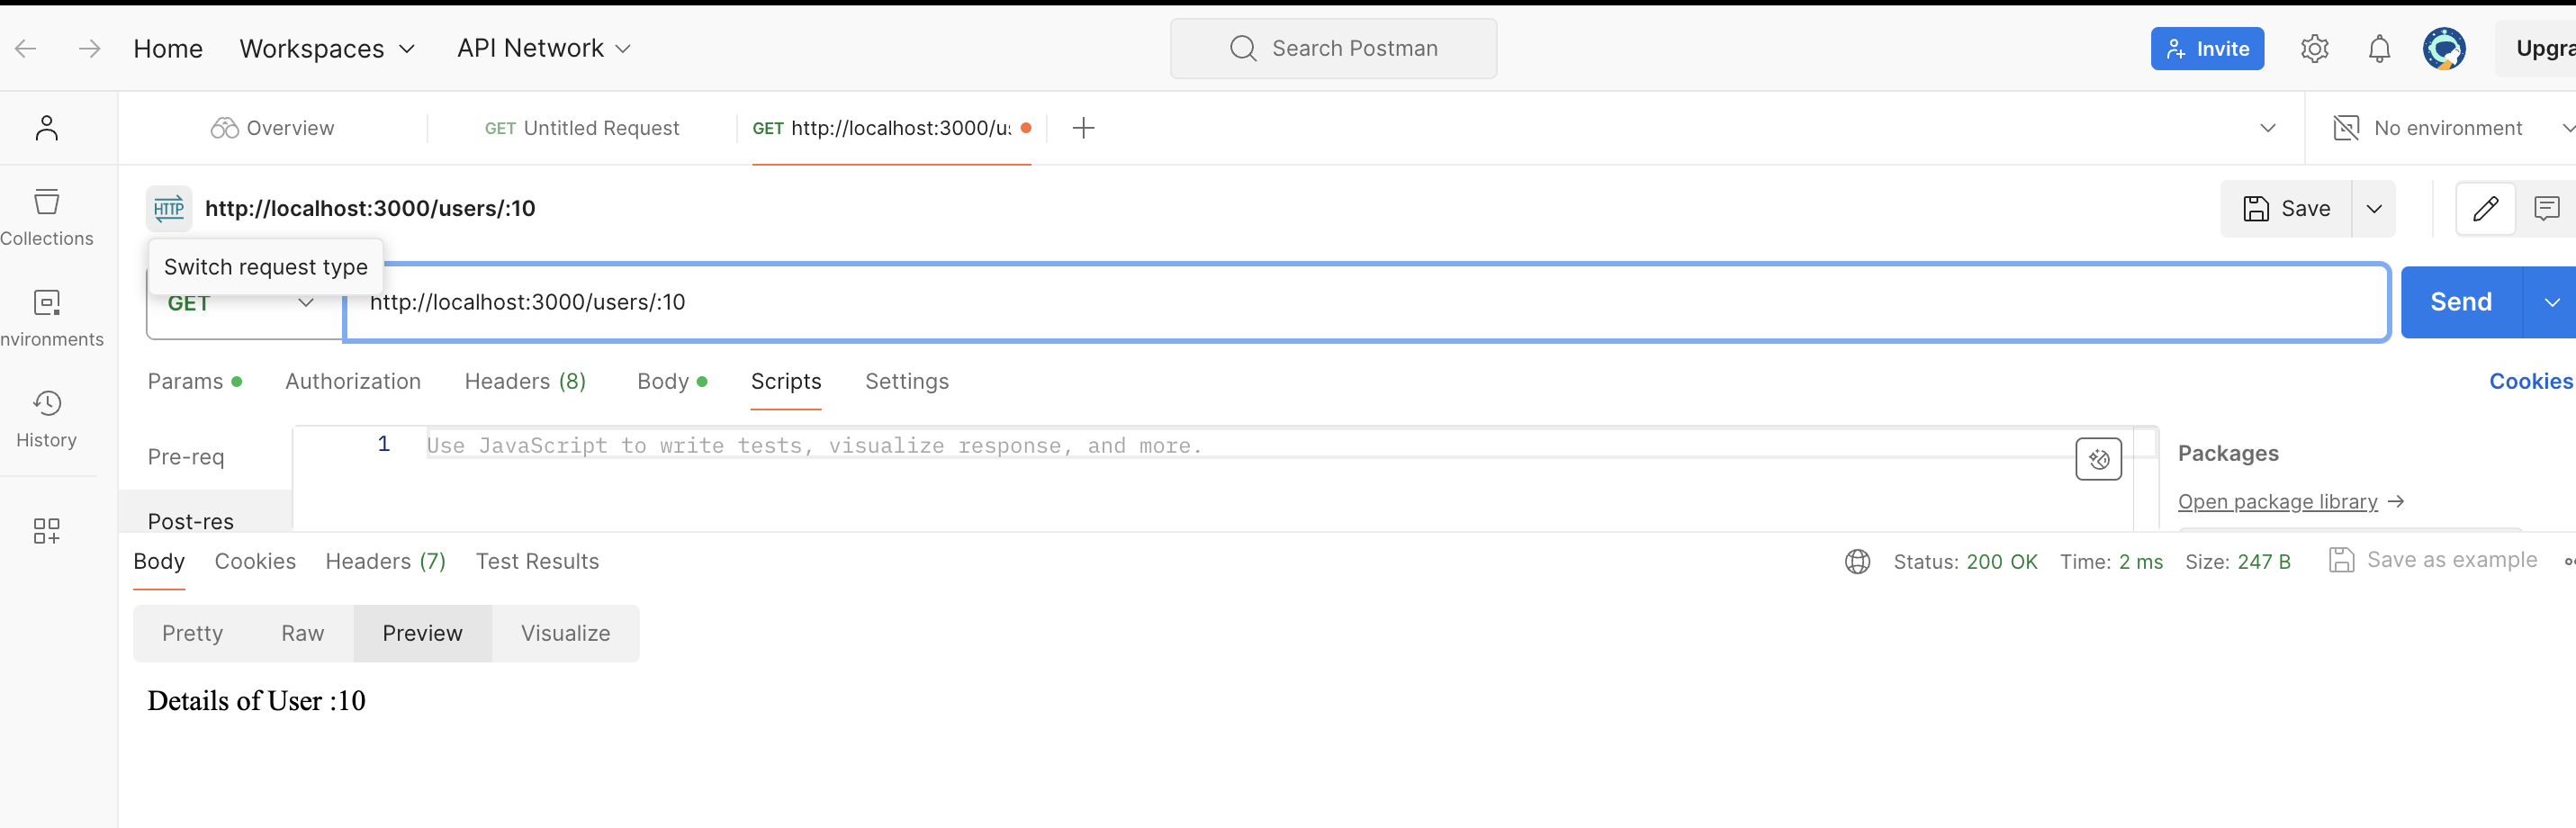 Home Workspaces API Network Search Postman Invite Upgra
Overview GET Untitled Request GET http://localhost:3000/us No environment
HTTP http://localhost:3000/users/:10 Save
Collections
Switch request type
GET http://localhost:3000/users/:10 Send
nvironments
Params Authorization Headers (8) Body Scripts Settings Cookies
History
Pre-req
1 Use JavaScript to write tests, visualize response, and more.
Packages
Open package library →
Post-res
Body Cookies Headers (7) Test Results Status: 200 OK Time: 2 ms Size: 247 B Save as example
Pretty Raw Preview Visualize
Details of User :10